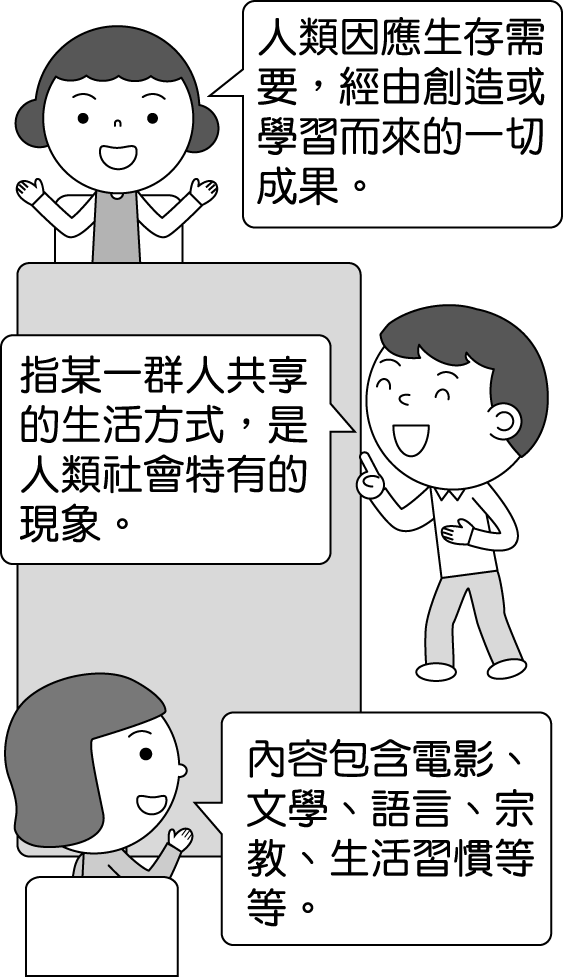 人類因應生存需
要，經由創造或
學習而來的一切
成果。
指某一群人共享
的生活方式，是
人類社會特有的
現象。
內容包含電影、
文學、語言、宗
教、生活習慣等
等。